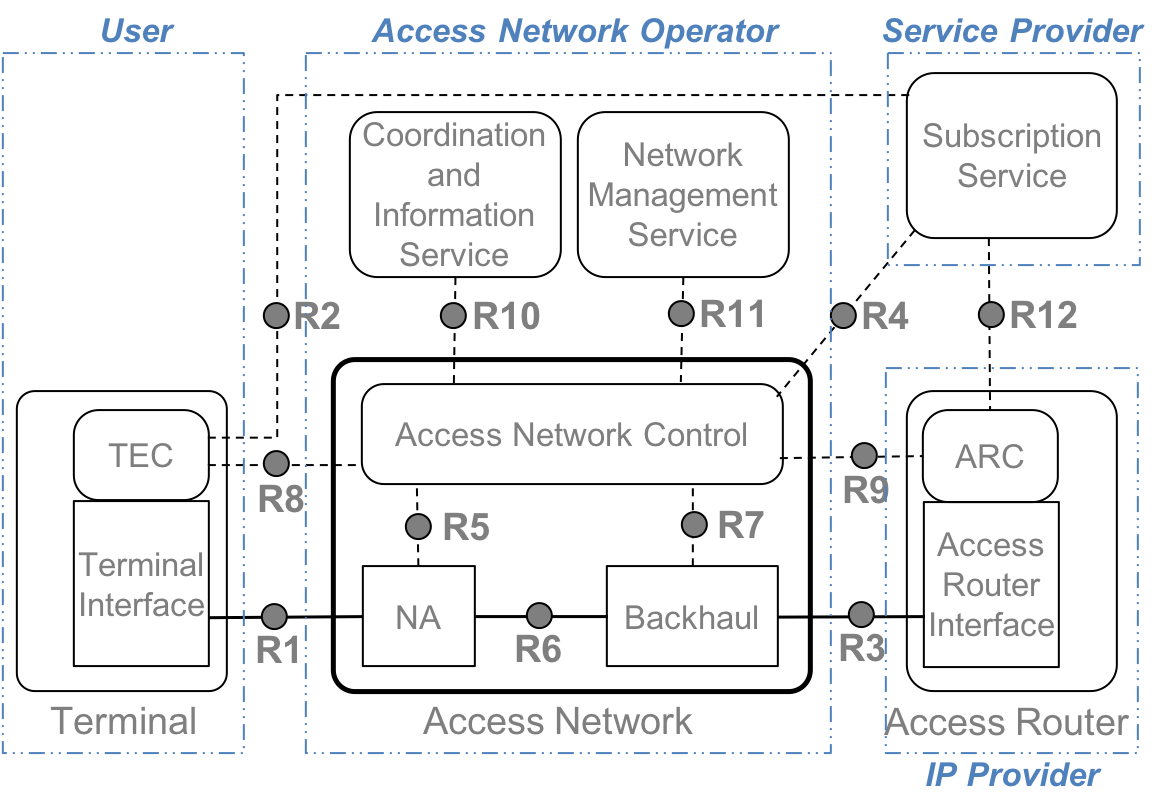 User
Access Network Operator
Service Provider
Coordination
and
Information
Service
Network
Management
Service
Subscription
Service
R2
R10
R11
R4
R12
TEC
Access Network Control
ARC
R8
R9
R5
R7
Terminal
Interface
NA
Backhaul
Access
Router
Interface
R1
R6
R3
Terminal
Access Network
Access Router
IP Provider